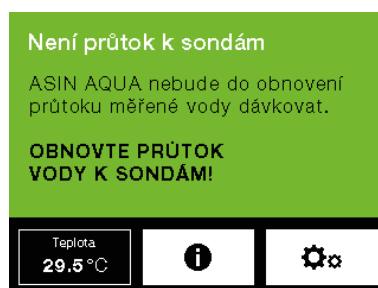 Není průtok k sondám
ASIN AQUA nebude do obnovení
průtoku měřené vody dávkovat.
OBNOVTE PRŮTOK
VODY K SONDÁM!
Teplota
29.5°C